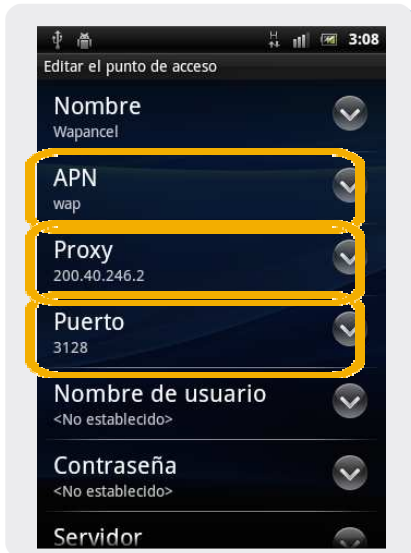 H 3:08
Editar el punto de acceso
Nombre
Wapancel
APN
wap
Proxy
200.40.246.2
Puerto
3128
Nombre de usuario
<No establecido>
Contraseña
<No establecido>
Servidor